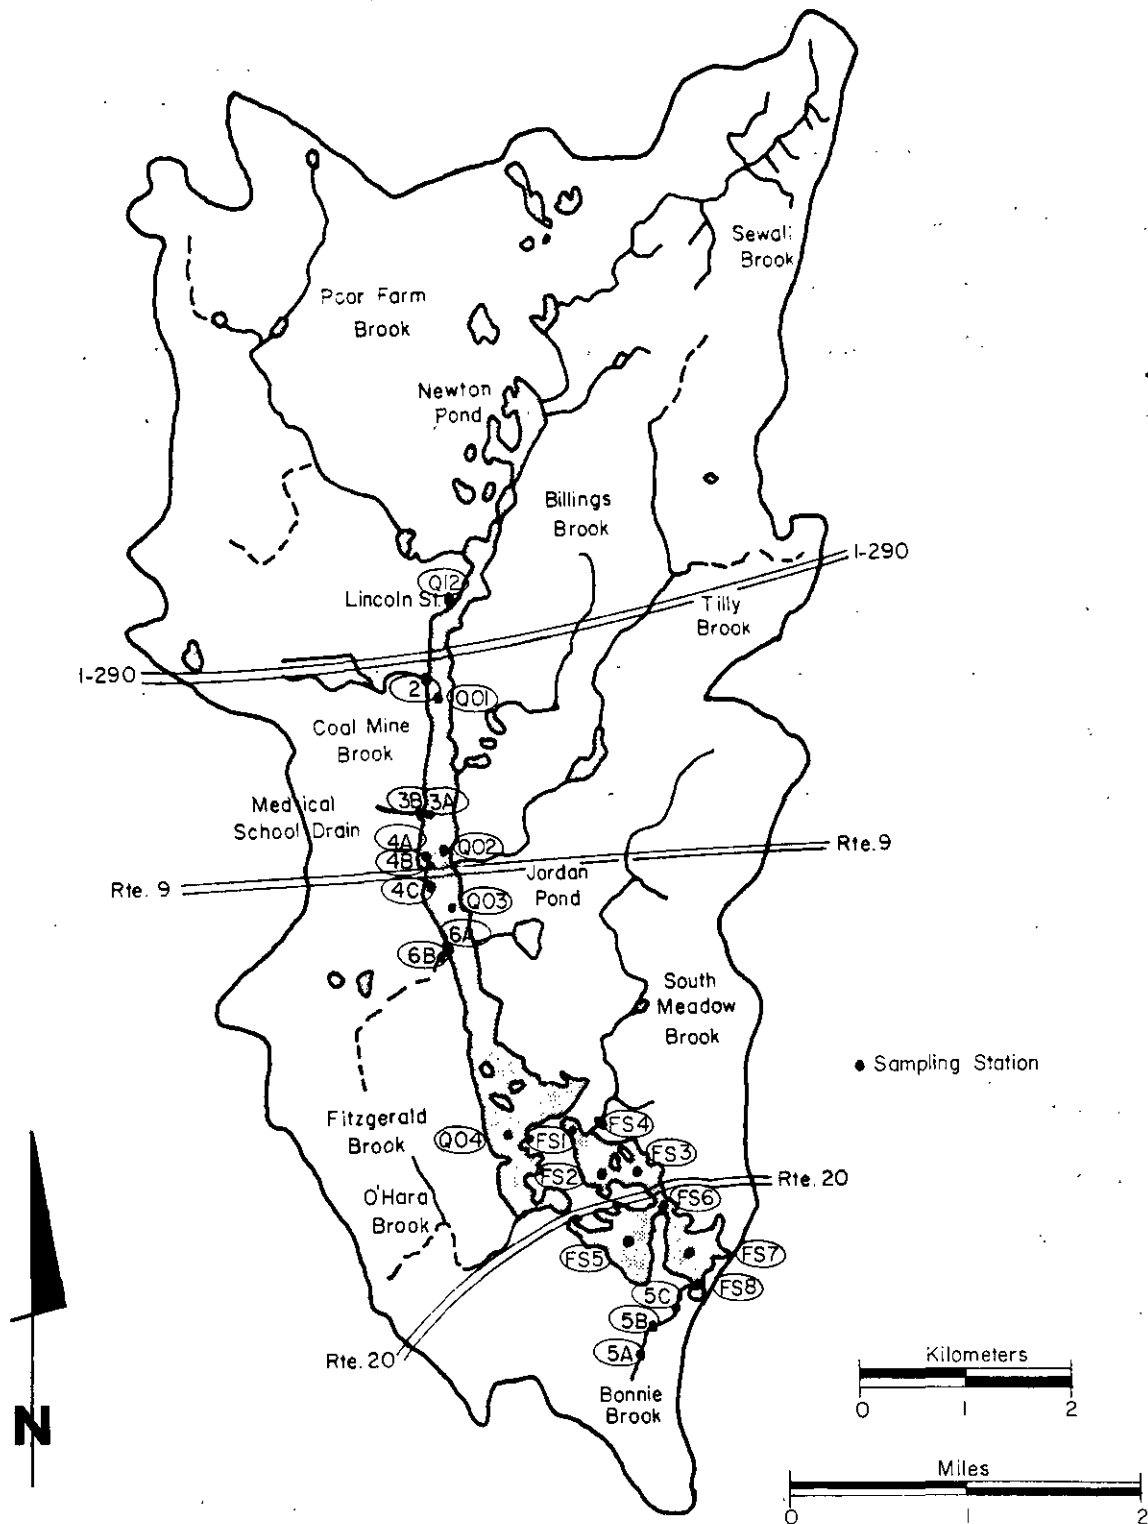 Sewall
Brook
Poor Farm
Brook
Newton
Pond
Billings
Brook
I-290
Q12
Lincoln St.
Tilly
Brook
I-290
2
Q01
Coal Mine
Brook
3B
3A
Medical
School Drain
4A
Q02
4B
Rte. 9
Jordan
Pond
Rte. 9
4C
Q03
6A
6B
South
Meadow
Brook
Sampling Station
Fitzgerald
Brook
Q04
FS1
FS4
FS3
FS2
Rte. 20
O'Hara
Brook
FS6
FS5
FS7
FS8
5C
5B
5A
Rte. 20
Bonnie
Brook
Kilometers
0 1 2
N
Miles
0 1 2